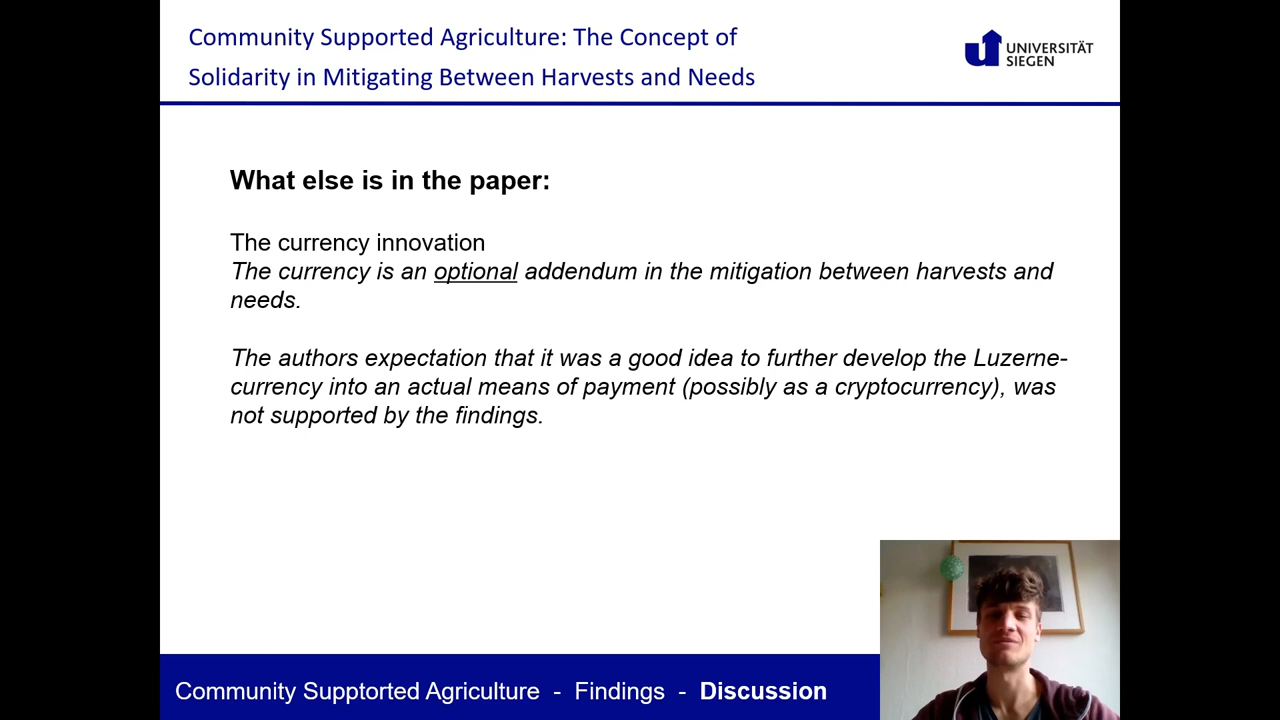 Community Supported Agriculture: The Concept of
Solidarity in Mitigating Between Harvests and Needs
UNIVERSITÄT
SIEGEN
What else is in the paper:
The currency innovation
The currency is an optional addendum in the mitigation between harvests and
needs.
The authors expectation that it was a good idea to further develop the Luzerne-
currency into an actual means of payment (possibly as a cryptocurrency), was
not supported by the findings.
Community Supptorted Agriculture - Findings - Discussion